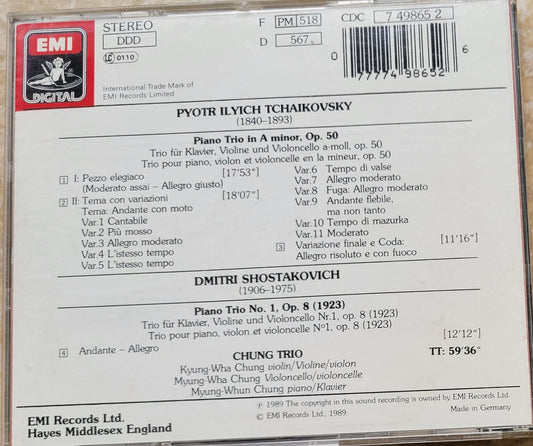 EMI
DIGITAL
STEREO
DDD
LC 0110
International Trade Mark of
EMI Records Limited
F PM 518
D 567
CDC 7 49865 2
0 77774 98652 6
PYOTR ILYICH TCHAIKOVSKY
(1840–1893)
Piano Trio in A minor, Op. 50
Trio für Klavier, Violine und Violoncello a-moll, op. 50
Trio pour piano, violon et violoncelle en la mineur, op. 50
1 I: Pezzo elegiaco [17'53"]
(Moderato assai – Allegro giusto)
2 II: Tema con variazioni [18'07"]
Tema: Andante con moto
Var.1 Cantabile
Var.2 Più mosso
Var.3 Allegro moderato
Var.4 L'istesso tempo
Var.5 L'istesso tempo
Var.6 Tempo di valse
Var.7 Allegro moderato
Var.8 Fuga: Allegro moderato
Var.9 Andante flebile,
ma non tanto
Var.10 Tempo di mazurka
Var.11 Moderato
3 Variazione finale e Coda: [11'16"]
Allegro risoluto e con fuoco
DMITRI SHOSTAKOVICH
(1906–1975)
Piano Trio No. 1, Op. 8 (1923)
Trio für Klavier, Violine und Violoncello Nr.1, op. 8 (1923)
Trio pour piano, violon et violoncelle Nº1, op. 8 (1923)
4 Andante – Allegro [12'12"]
CHUNG TRIO
TT: 59'36"
Kyung-Wha Chung violin/Violine/violon
Myung-Wha Chung Violoncello/violoncelle
Myung-Whun Chung piano/Klavier
EMI Records Ltd.
Hayes Middlesex England
℗ 1989 The copyright in this sound recording is owned by EMI Records Ltd.
© EMI Records Ltd., 1989.
Made in Germany